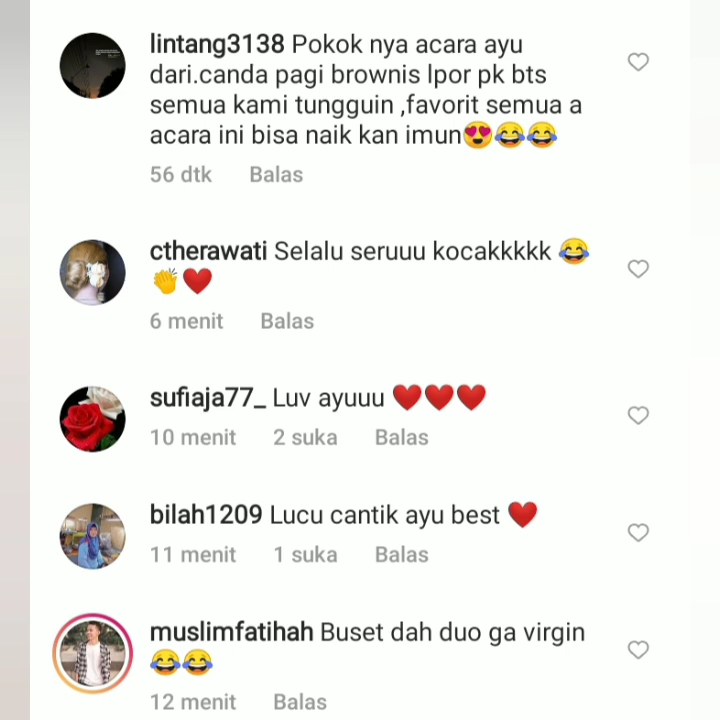 lintang3138 Pokok nya acara ayu
dari.canda pagi brownis lpor pk bts
semua kami tungguin ,favorit semua a
acara ini bisa naik kan imun😍😂😂
56 dtk Balas
ctherawati Selalu seruuu kocakkkkk 😂
👏❤️
6 menit Balas
sufiaja77_ Luv ayuuu ❤️❤️❤️
10 menit 2 suka Balas
bilah1209 Lucu cantik ayu best ❤️
11 menit 1 suka Balas
muslimfatihah Buset dah duo ga virgin
😂😂
12 menit Balas